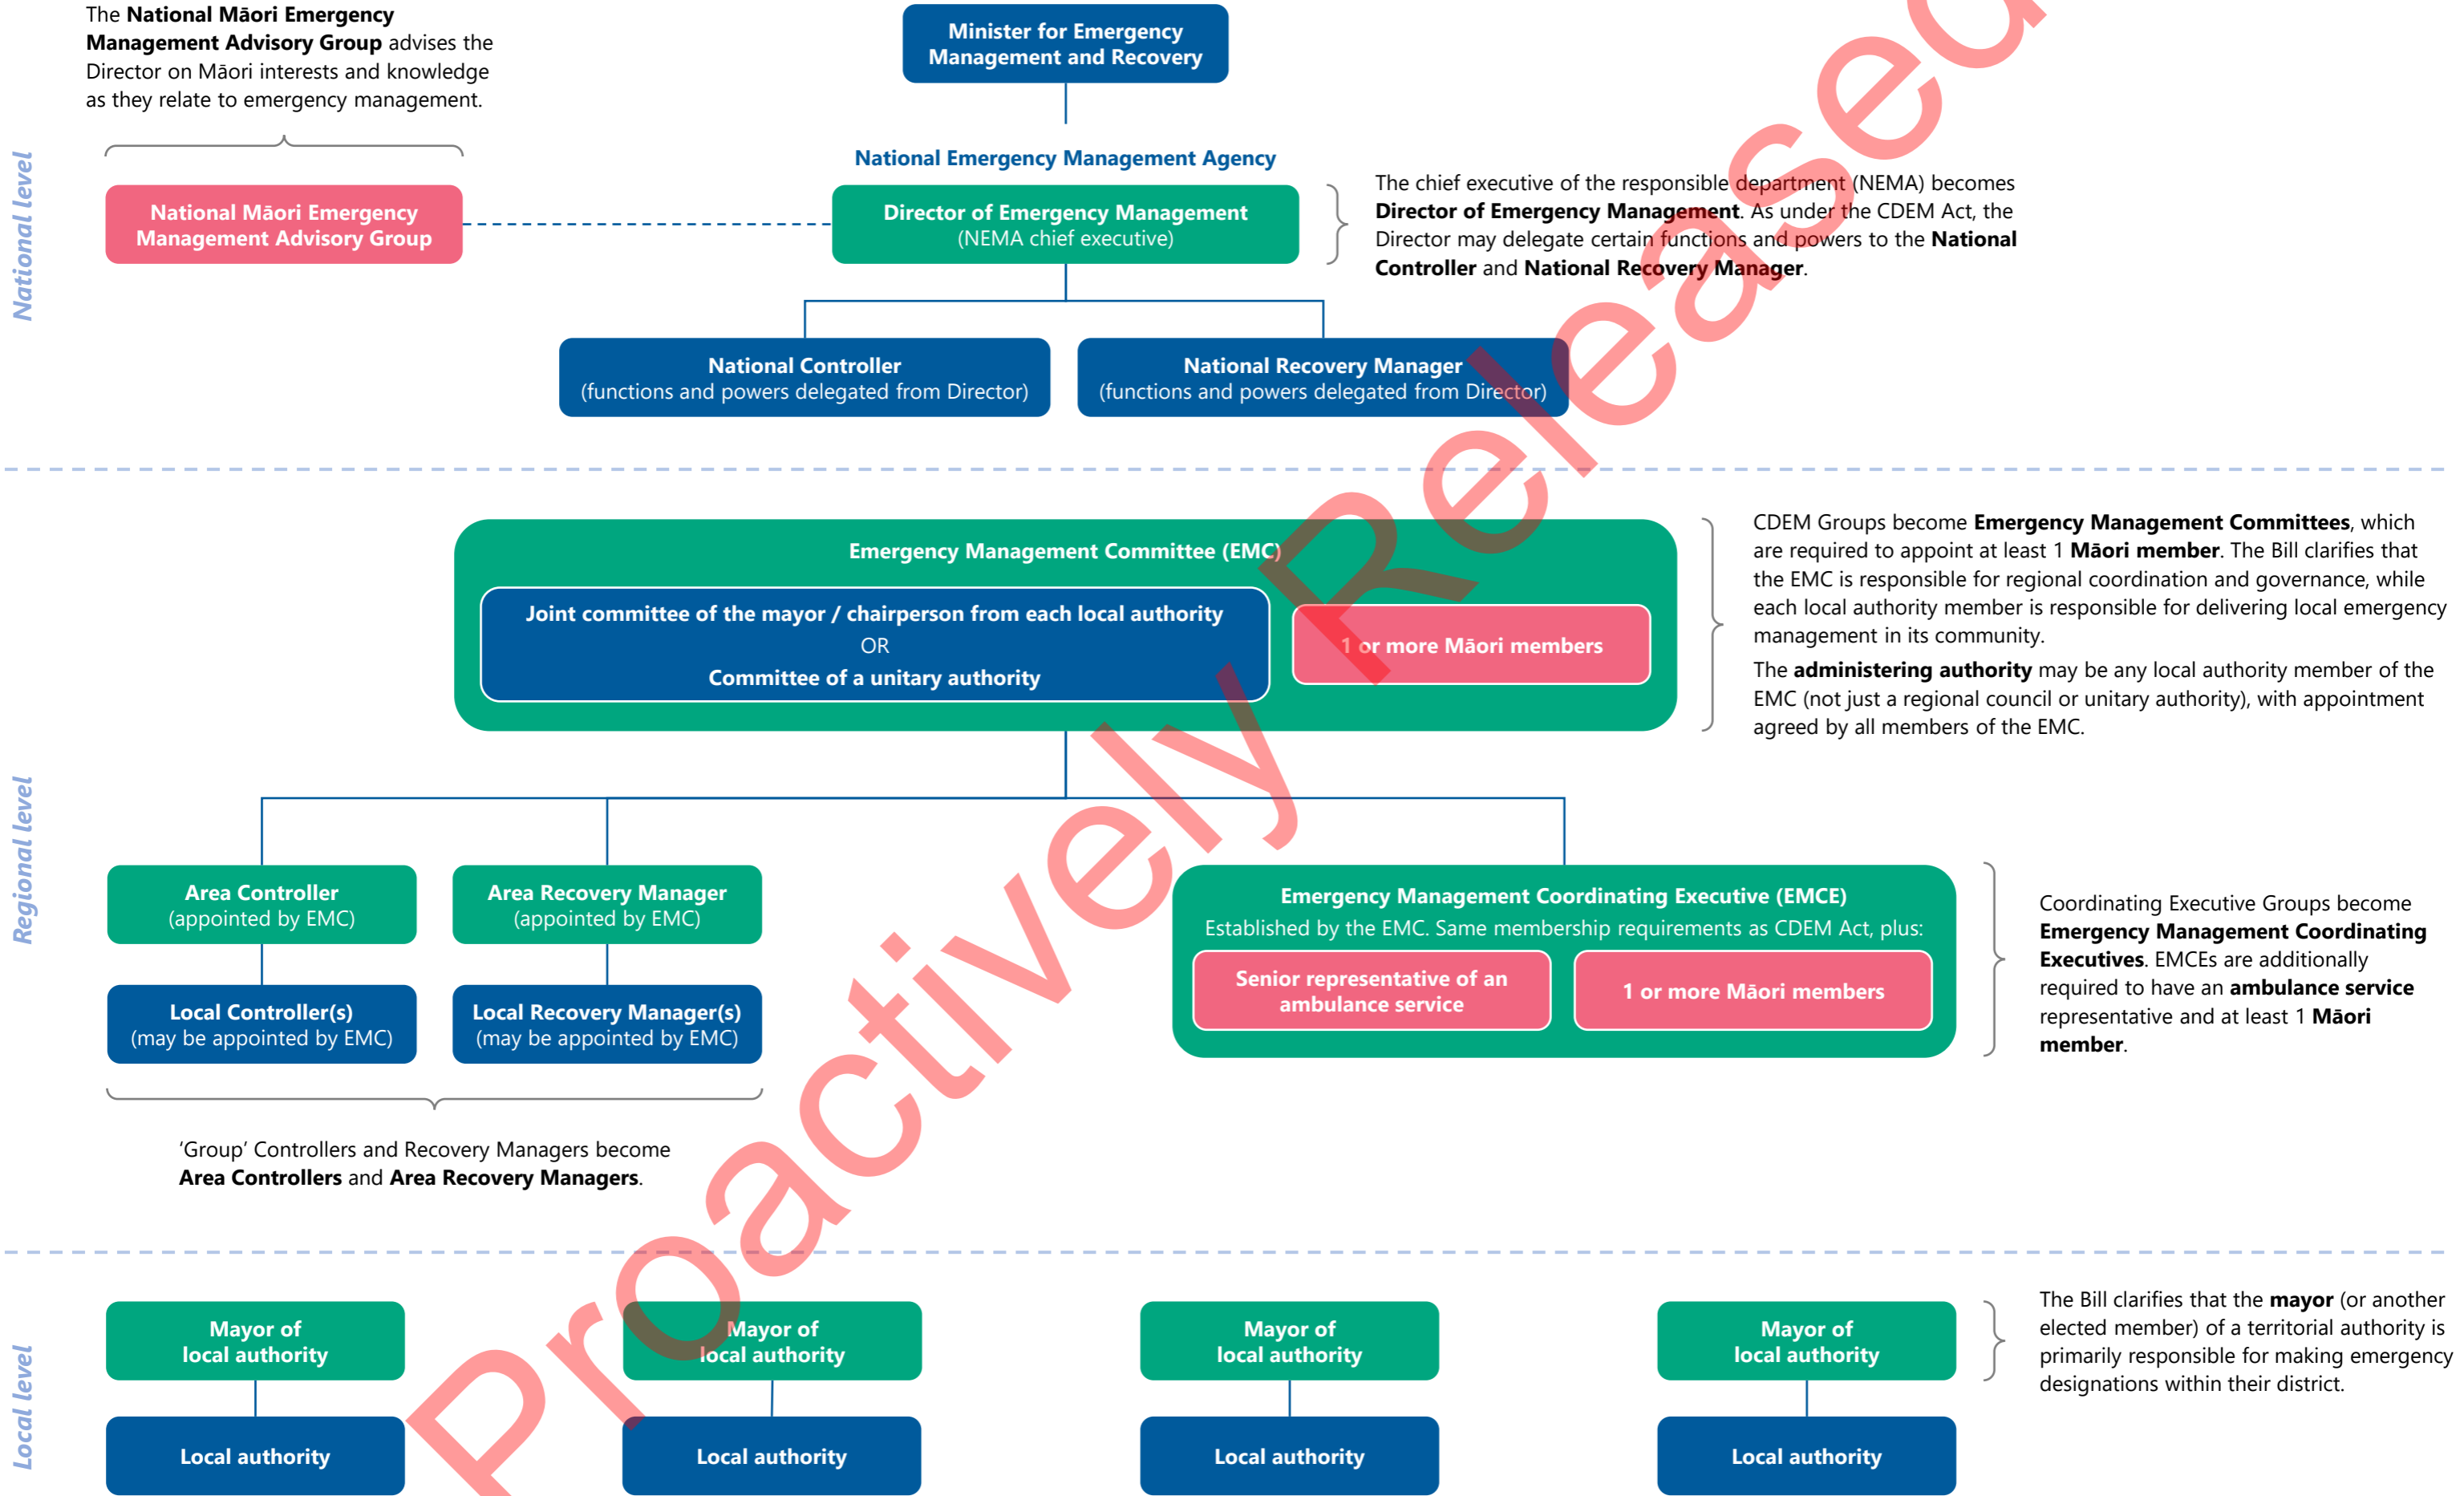 The National Māori Emergency
Management Advisory Group advises the
Director on Māori interests and knowledge
as they relate to emergency management.
Minister for Emergency
Management and Recovery
National level
National Emergency Management Agency
National Māori Emergency
Management Advisory Group
Director of Emergency Management
(NEMA chief executive)
The chief executive of the responsible department (NEMA) becomes
Director of Emergency Management. As under the CDEM Act, the
Director may delegate certain functions and powers to the National
Controller and National Recovery Manager.
National Controller
(functions and powers delegated from Director)
National Recovery Manager
(functions and powers delegated from Director)
Regional level
Emergency Management Committee (EMC)
Joint committee of the mayor / chairperson from each local authority
OR
Committee of a unitary authority
1 or more Māori members
CDEM Groups become Emergency Management Committees, which
are required to appoint at least 1 Māori member. The Bill clarifies that
the EMC is responsible for regional coordination and governance, while
each local authority member is responsible for delivering local emergency
management in its community.
The administering authority may be any local authority member of the
EMC (not just a regional council or unitary authority), with appointment
agreed by all members of the EMC.
Area Controller
(appointed by EMC)
Area Recovery Manager
(appointed by EMC)
Local Controller(s)
(may be appointed by EMC)
Local Recovery Manager(s)
(may be appointed by EMC)
'Group' Controllers and Recovery Managers become
Area Controllers and Area Recovery Managers.
Emergency Management Coordinating Executive (EMCE)
Established by the EMC. Same membership requirements as CDEM Act, plus:
Senior representative of an
ambulance service
1 or more Māori members
Coordinating Executive Groups become
Emergency Management Coordinating
Executives. EMCEs are additionally
required to have an ambulance service
representative and at least 1 Māori
member.
Local level
Mayor of
local authority
Mayor of
local authority
Mayor of
local authority
Mayor of
local authority
The Bill clarifies that the mayor (or another
elected member) of a territorial authority is
primarily responsible for making emergency
designations within their district.
Local authority
Local authority
Local authority
Local authority
Proactively Released